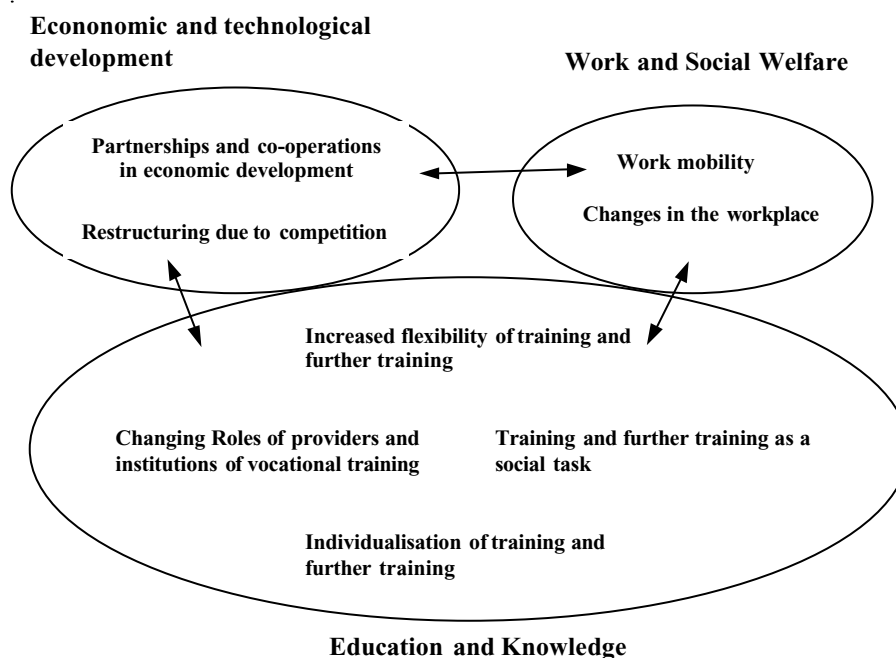 Econonomic and technological
development
Work and Social Welfare
Partnerships and co-operations
in economic development
Work mobility
Changes in the workplace
Restructuring due to competition
Increased flexibility of training and
further training
Changing Roles of providers and
institutions of vocational training
Training and further training as a
social task
Individualisation of training and
further training
Education and Knowledge